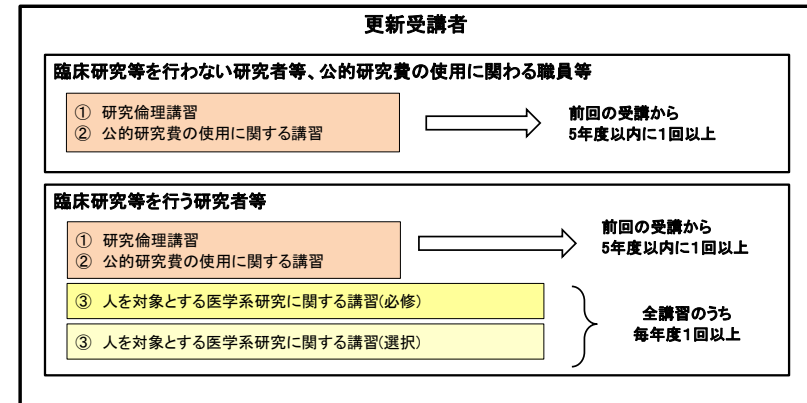 更新受講者
臨床研究等を行わない研究者等、公的研究費の使用に関わる職員等
① 研究倫理講習
② 公的研究費の使用に関する講習
前回の受講から
5年度以内に1回以上
臨床研究等を行う研究者等
① 研究倫理講習
② 公的研究費の使用に関する講習
前回の受講から
5年度以内に1回以上
③ 人を対象とする医学系研究に関する講習(必修)
③ 人を対象とする医学系研究に関する講習(選択)
全講習のうち
毎年度1回以上